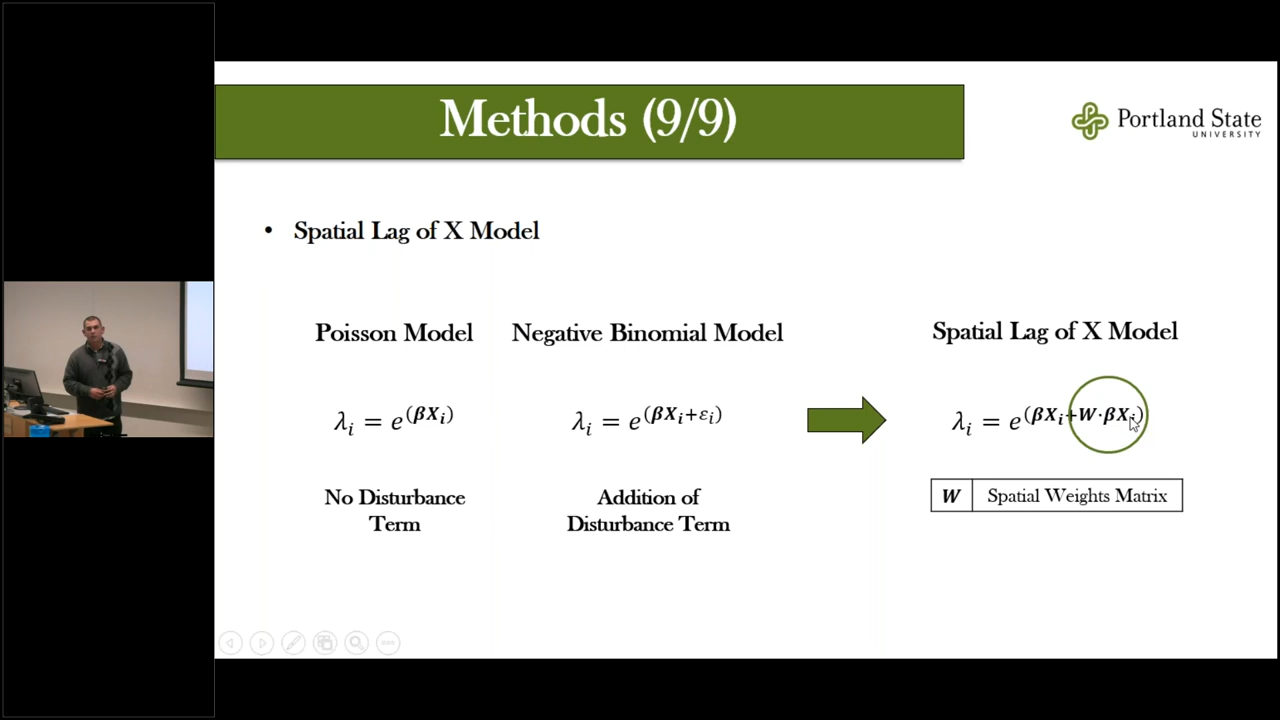 Methods (9/9)
Portland State
UNIVERSITY
• Spatial Lag of X Model
Poisson Model
Negative Binomial Model
Spatial Lag of X Model
λᵢ = e^(βXᵢ)
λᵢ = e^(βXᵢ+εᵢ)
λᵢ = e^(βXᵢ+W·βXᵢ)
No Disturbance
Term
Addition of
Disturbance Term
W Spatial Weights Matrix